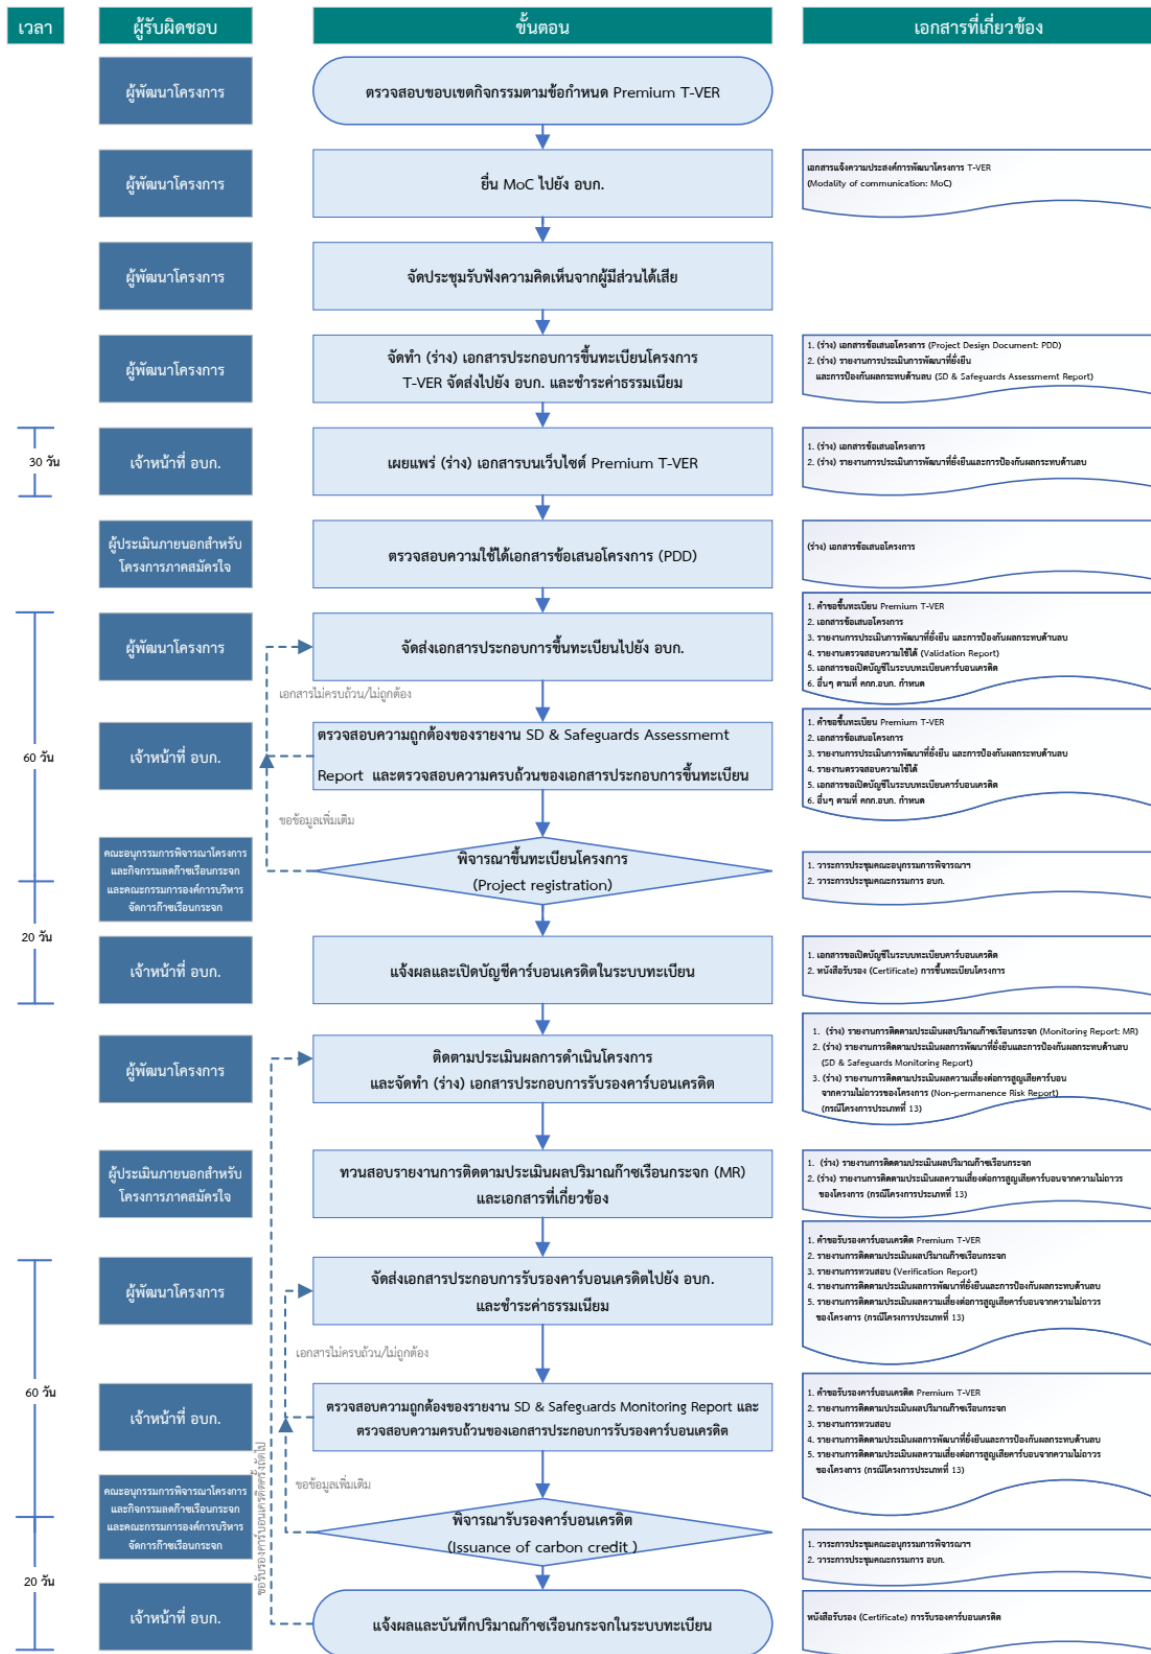 เวลา
ผู้รับผิดชอบ
ขั้นตอน
เอกสารที่เกี่ยวข้อง
ผู้พัฒนาโครงการ
ตรวจสอบขอบเขตกิจกรรมตามข้อกำหนด Premium T-VER
ผู้พัฒนาโครงการ
ยื่น MoC ไปยัง อบก.
เอกสารแจ้งความประสงค์การพัฒนาโครงการ T-VER
(Modality of communication: MoC)
ผู้พัฒนาโครงการ
จัดประชุมรับฟังความคิดเห็นจากผู้มีส่วนได้เสีย
ผู้พัฒนาโครงการ
จัดทำ (ร่าง) เอกสารประกอบการขึ้นทะเบียนโครงการ
T-VER จัดส่งไปยัง อบก. และชำระค่าธรรมเนียม
1. (ร่าง) เอกสารข้อเสนอโครงการ (Project Design Document: PDD)
2. (ร่าง) รายงานการประเมินการพัฒนาที่ยั่งยืน
และการป้องกันผลกระทบด้านลบ (SD & Safeguards Assessmemt Report)
30 วัน
เจ้าหน้าที่ อบก.
เผยแพร่ (ร่าง) เอกสารบนเว็บไซต์ Premium T-VER
1. (ร่าง) เอกสารข้อเสนอโครงการ
2. (ร่าง) รายงานการประเมินการพัฒนาที่ยั่งยืนและการป้องกันผลกระทบด้านลบ
ผู้ประเมินภายนอกสำหรับ
โครงการภาคสมัครใจ
ตรวจสอบความใช้ได้เอกสารข้อเสนอโครงการ (PDD)
(ร่าง) เอกสารข้อเสนอโครงการ
60 วัน
ผู้พัฒนาโครงการ
จัดส่งเอกสารประกอบการขึ้นทะเบียนไปยัง อบก.
1. คำขอขึ้นทะเบียน Premium T-VER
2. เอกสารข้อเสนอโครงการ
3. รายงานการประเมินการพัฒนาที่ยั่งยืน และการป้องกันผลกระทบด้านลบ
4. รายงานตรวจสอบความใช้ได้ (Validation Report)
5. เอกสารขอเปิดบัญชีในระบบทะเบียนคาร์บอนเครดิต
6. อื่นๆ ตามที่ คกก.อบก. กำหนด
เอกสารไม่ครบถ้วน/ไม่ถูกต้อง
เจ้าหน้าที่ อบก.
ตรวจสอบความถูกต้องของรายงาน SD & Safeguards Assessmemt
Report และตรวจสอบความครบถ้วนของเอกสารประกอบการขึ้นทะเบียน
1. คำขอขึ้นทะเบียน Premium T-VER
2. เอกสารข้อเสนอโครงการ
3. รายงานการประเมินการพัฒนาที่ยั่งยืน และการป้องกันผลกระทบด้านลบ
4. รายงานตรวจสอบความใช้ได้
5. เอกสารขอเปิดบัญชีในระบบทะเบียนคาร์บอนเครดิต
6. อื่นๆ ตามที่ คกก.อบก. กำหนด
ขอข้อมูลเพิ่มเติม
คณะอนุกรรมการพิจารณาโครงการ
และกิจกรรมลดก๊าซเรือนกระจก
และคณะกรรมการองค์การบริหาร
จัดการก๊าซเรือนกระจก
พิจารณาขึ้นทะเบียนโครงการ
(Project registration)
1. วาระการประชุมคณะอนุกรรมการพิจารณาฯ
2. วาระการประชุมคณะกรรมการ อบก.
20 วัน
เจ้าหน้าที่ อบก.
แจ้งผลและเปิดบัญชีคาร์บอนเครดิตในระบบทะเบียน
1. เอกสารขอเปิดบัญชีในระบบทะเบียบคาร์บอนเครดิต
2. หนังสือรับรอง (Certificate) การขึ้นทะเบียนโครงการ
ผู้พัฒนาโครงการ
ติดตามประเมินผลการดำเนินโครงการ
และจัดทำ (ร่าง) เอกสารประกอบการรับรองคาร์บอนเครดิต
1. (ร่าง) รายงานการติดตามประเมินผลปริมาณก๊าซเรือนกระจก (Monitoring Report: MR)
2. (ร่าง) รายงานการติดตามประเมินผลการพัฒนาที่ยั่งยืนและการป้องกันผลกระทบด้านลบ
(SD & Safeguards Monitoring Report)
3. (ร่าง) รายงานการติดตามประเมินผลความเสี่ยงต่อการสูญเสียคาร์บอน
จากความไม่ถาวรของโครงการ (Non-permanence Risk Report)
(กรณีโครงการประเภทที่ 13)
ผู้ประเมินภายนอกสำหรับ
โครงการภาคสมัครใจ
ทวนสอบรายงานการติดตามประเมินผลปริมาณก๊าซเรือนกระจก (MR)
และเอกสารที่เกี่ยวข้อง
1. (ร่าง) รายงานการติดตามประเมินผลปริมาณก๊าซเรือนกระจก
2. (ร่าง) รายงานการติดตามประเมินผลความเสี่ยงต่อการสูญเสียคาร์บอนจากความไม่ถาวร
ของโครงการ (กรณีโครงการประเภทที่ 13)
60 วัน
ผู้พัฒนาโครงการ
จัดส่งเอกสารประกอบการรับรองคาร์บอนเครดิตไปยัง อบก.
และชำระค่าธรรมเนียม
1. คำขอรับรองคาร์บอนเครดิต Premium T-VER
2. รายงานการติดตามประเมินผลปริมาณก๊าซเรือนกระจก
3. รายงานการทวนสอบ (Verification Report)
4. รายงานการติดตามประเมินผลการพัฒนาที่ยั่งยืนและการป้องกันผลกระทบด้านลบ
5. รายงานการติดตามประเมินผลความเสี่ยงต่อการสูญเสียคาร์บอนจากความไม่ถาวร
ของโครงการ (กรณีโครงการประเภทที่ 13)
เอกสารไม่ครบถ้วน/ไม่ถูกต้อง
เจ้าหน้าที่ อบก.
ตรวจสอบความถูกต้องของรายงาน SD & Safeguards Monitoring Report และ
ตรวจสอบความครบถ้วนของเอกสารประกอบการรับรองคาร์บอนเครดิต
1. คำขอรับรองคาร์บอนเครดิต Premium T-VER
2. รายงานการติดตามประเมินผลปริมาณก๊าซเรือนกระจก
3. รายงานการทวนสอบ
4. รายงานการติดตามประเมินผลการพัฒนาที่ยั่งยืนและการป้องกันผลกระทบด้านลบ
5. รายงานการติดตามประเมินผลความเสี่ยงต่อการสูญเสียคาร์บอนจากความไม่ถาวร
ของโครงการ (กรณีโครงการประเภทที่ 13)
ขอรับรองคาร์บอนเครดิตครั้งถัดไป
ขอข้อมูลเพิ่มเติม
คณะอนุกรรมการพิจารณาโครงการ
และกิจกรรมลดก๊าซเรือนกระจก
และคณะกรรมการองค์การบริหาร
จัดการก๊าซเรือนกระจก
พิจารณารับรองคาร์บอนเครดิต
(Issuance of carbon credit )
1. วาระการประชุมคณะอนุกรรมการพิจารณาฯ
2. วาระการประชุมคณะกรรมการ อบก.
20 วัน
เจ้าหน้าที่ อบก.
แจ้งผลและบันทึกปริมาณก๊าซเรือนกระจกในระบบทะเบียน
หนังสือรับรอง (Certificate) การรับรองคาร์บอนเครดิต